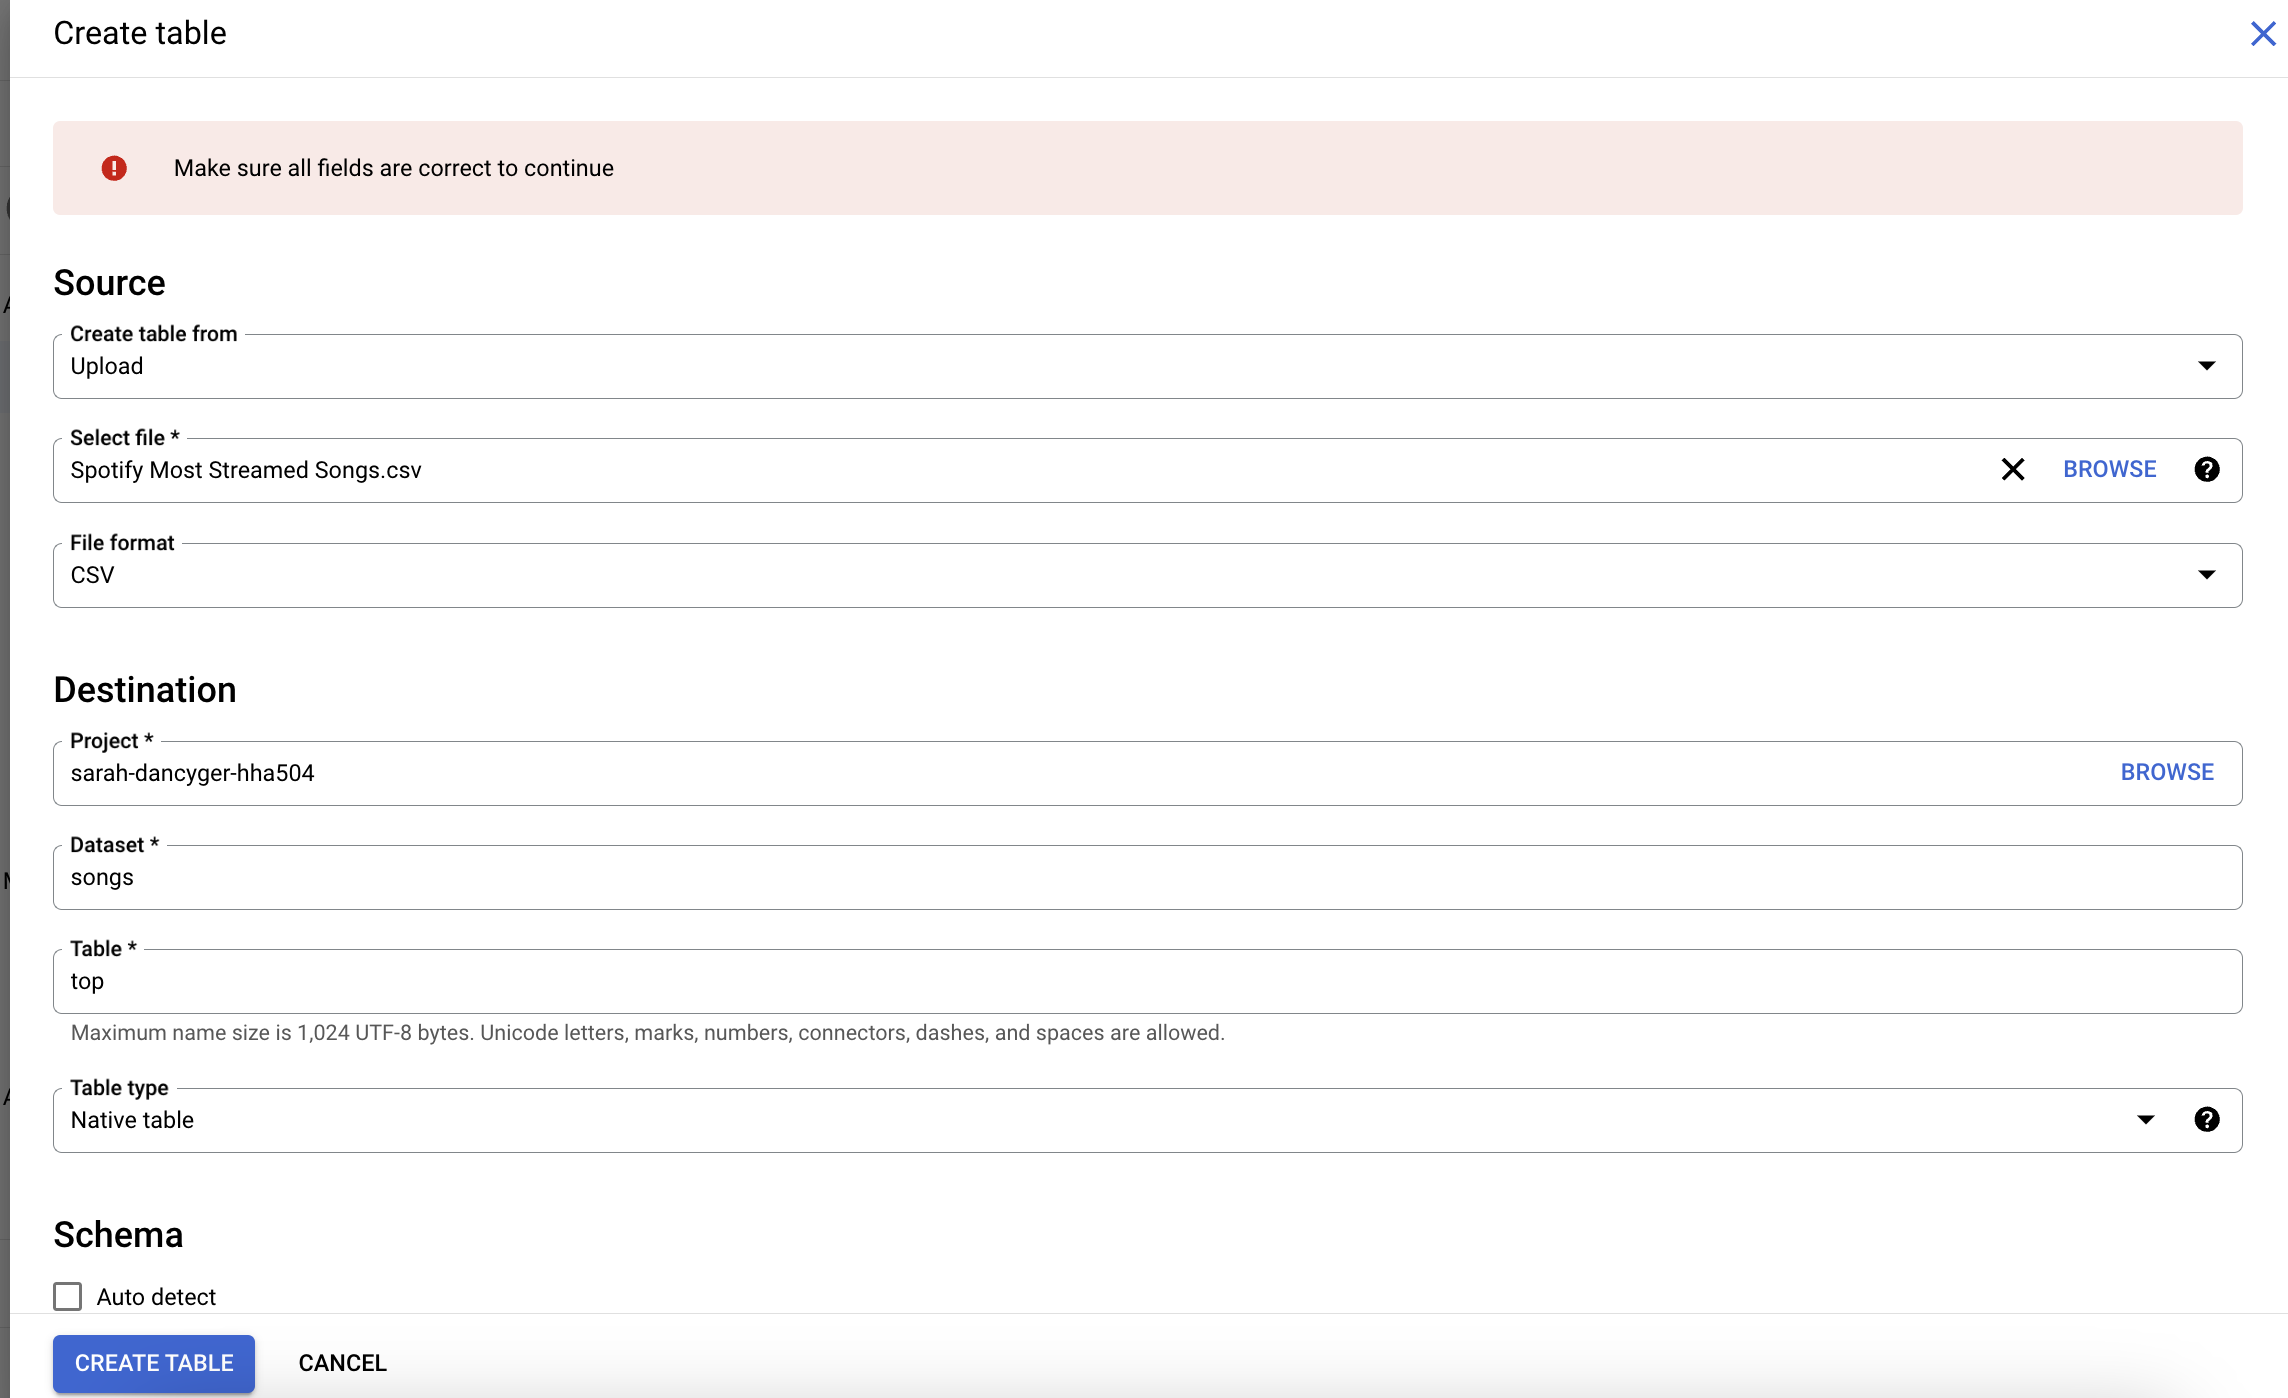 Create table
Make sure all fields are correct to continue
Source
Create table from
Upload
Select file *
Spotify Most Streamed Songs.csv
BROWSE
File format
CSV
Destination
Project *
sarah-dancyger-hha504
BROWSE
Dataset *
songs
Table *
top
Maximum name size is 1,024 UTF-8 bytes. Unicode letters, marks, numbers, connectors, dashes, and spaces are allowed.
Table type
Native table
Schema
Auto detect
CREATE TABLE CANCEL